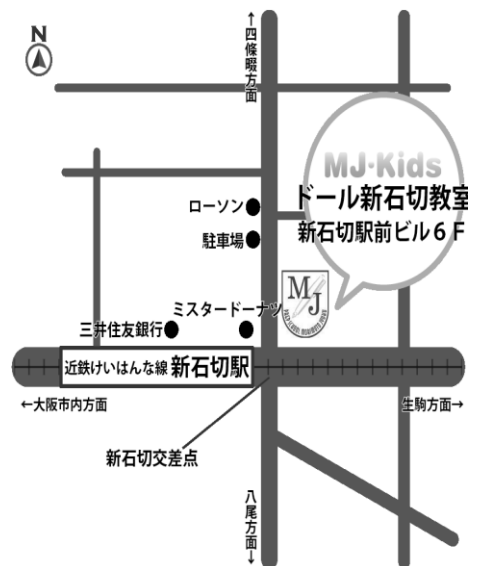 N
←四條畷方面
MJ・Kids
ドール新石切教室
新石切駅前ビル６Ｆ
ローソン
駐車場
MJ
ミスタードーナツ
三井住友銀行
近鉄けいはんな線 新石切駅
←大阪市内方面
生駒方面→
新石切交差点
八尾方面→